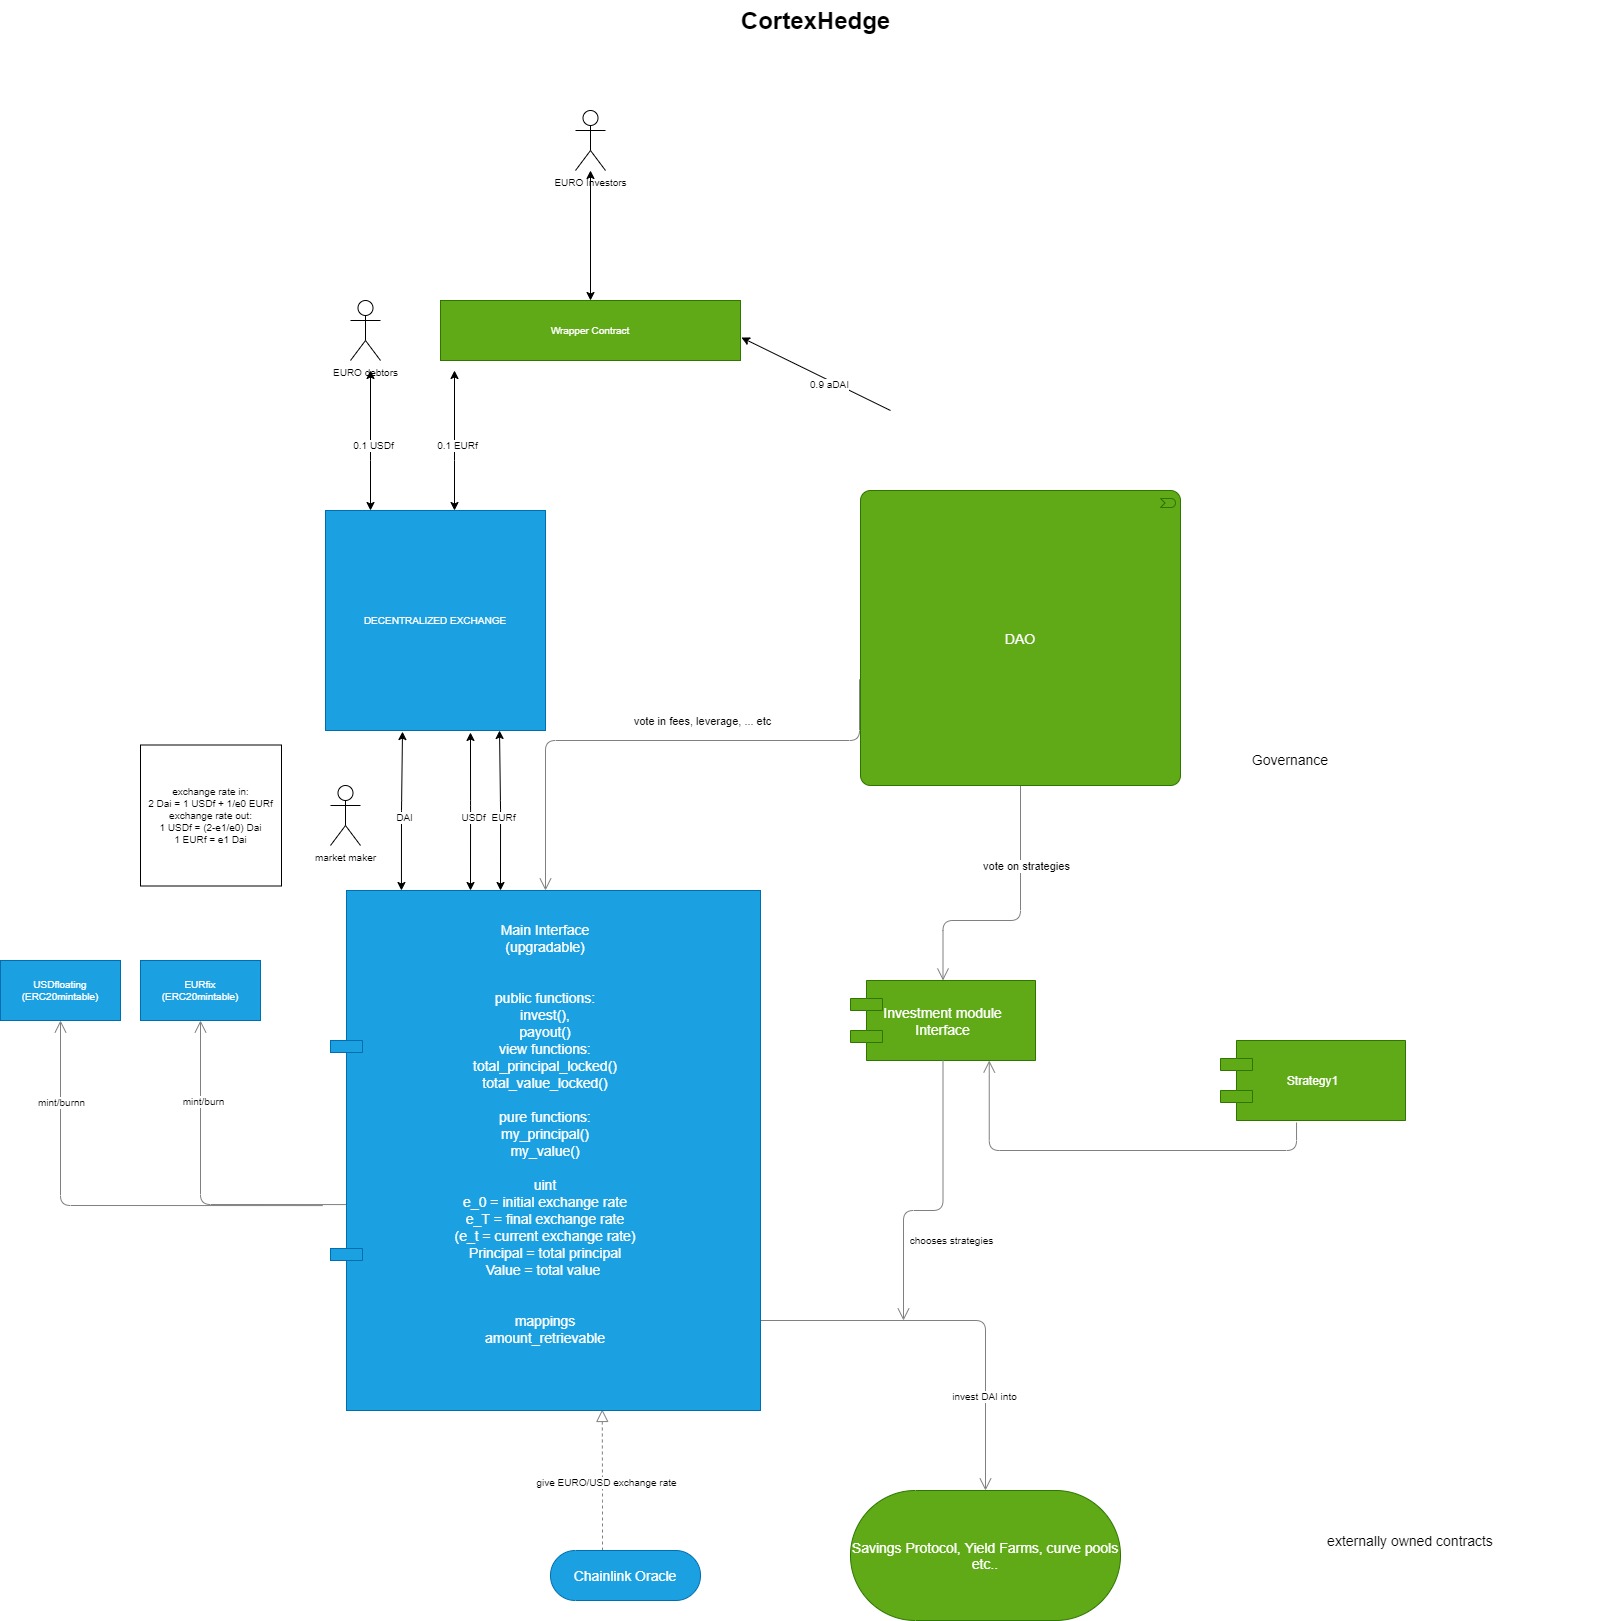 CortexHedge
EURO Investors
Wrapper Contract
EURO debtors
0.9 aDAI
0.1 USDf
0.1 EURf
DECENTRALIZED EXCHANGE
DAO
vote in fees, leverage, ... etc
Governance
exchange rate in:
2 Dai = 1 USDf + 1/e0 EURf
exchange rate out:
1 USDf = (2-e1/e0) Dai
1 EURf = e1 Dai
market maker
DAI
USDf
EURf
vote on strategies
Main Interface
(upgradable)
public functions:
invest(),
payout()
view functions:
total_principal_locked()
total_value_locked()
pure functions:
my_principal()
my_value()
uint
e_0 = initial exchange rate
e_T = final exchange rate
(e_t = current exchange rate)
Principal = total principal
Value = total value
mappings
amount_retrievable
USDfloating
(ERC20mintable)
EURfix
(ERC20mintable)
mint/burnn
mint/burn
Investment module
Interface
Strategy1
chooses strategies
invest DAI into
give EURO/USD exchange rate
Chainlink Oracle
Savings Protocol, Yield Farms, curve pools
etc..
externally owned contracts